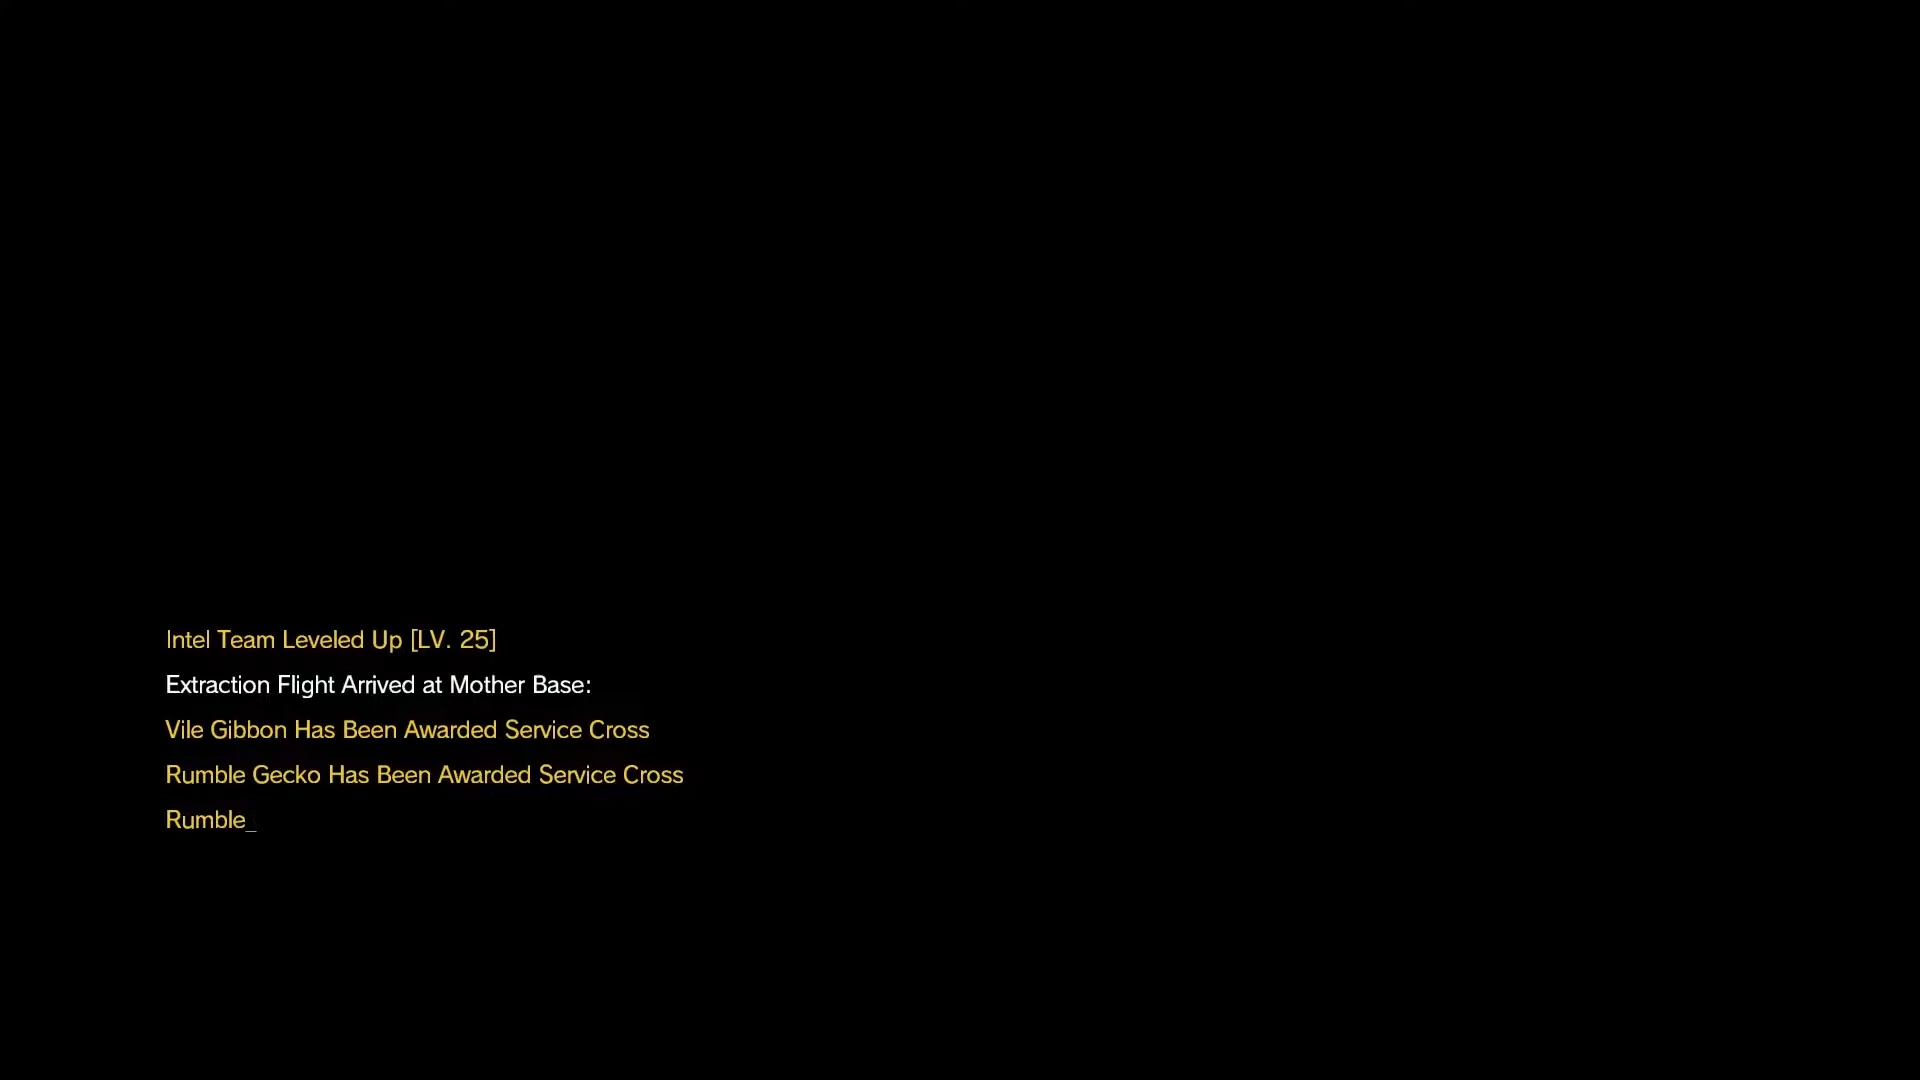 Intel Team Leveled Up [LV. 25]
Extraction Flight Arrived at Mother Base:
Vile Gibbon Has Been Awarded Service Cross
Rumble Gecko Has Been Awarded Service Cross
Rumble_